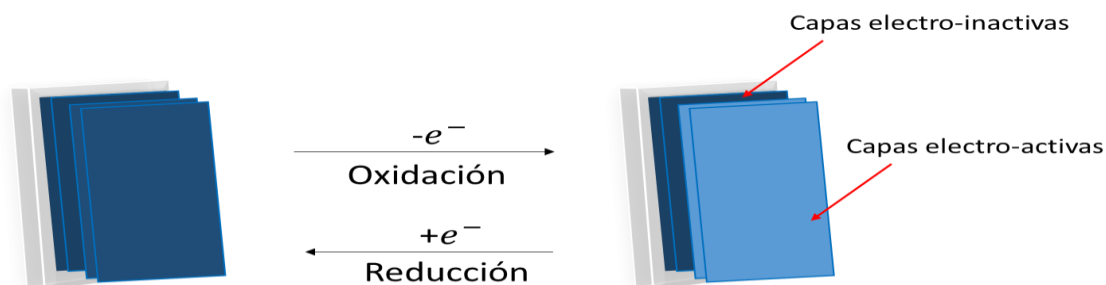 Capas electro-inactivas
-e⁻
Oxidación
Capas electro-activas
+e⁻
Reducción